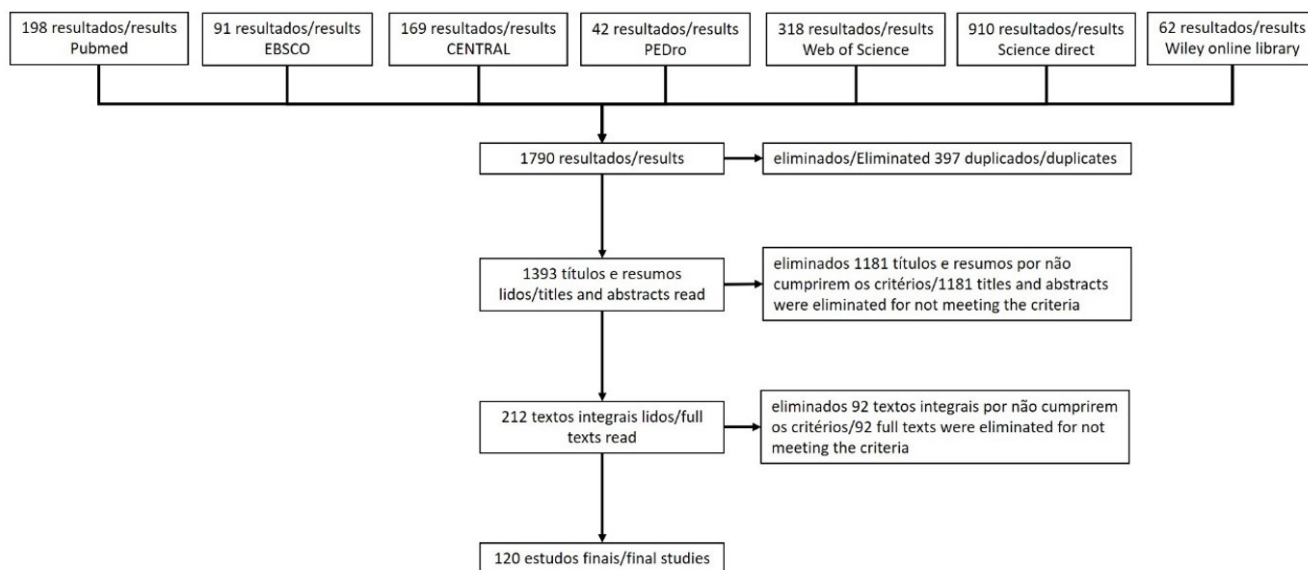 198 resultados/results
Pubmed
91 resultados/results
EBSCO
169 resultados/results
CENTRAL
42 resultados/results
PEDro
318 resultados/results
Web of Science
910 resultados/results
Science direct
62 resultados/results
Wiley online library
1790 resultados/results
eliminados/Eliminated 397 duplicados/duplicates
1393 títulos e resumos
lidos/titles and abstracts read
eliminados 1181 títulos e resumos por não
cumprirem os critérios/1181 titles and abstracts
were eliminated for not meeting the criteria
212 textos integrais lidos/full
texts read
eliminados 92 textos integrais por não cumprirem
os critérios/92 full texts were eliminated for not
meeting the criteria
120 estudos finais/final studies